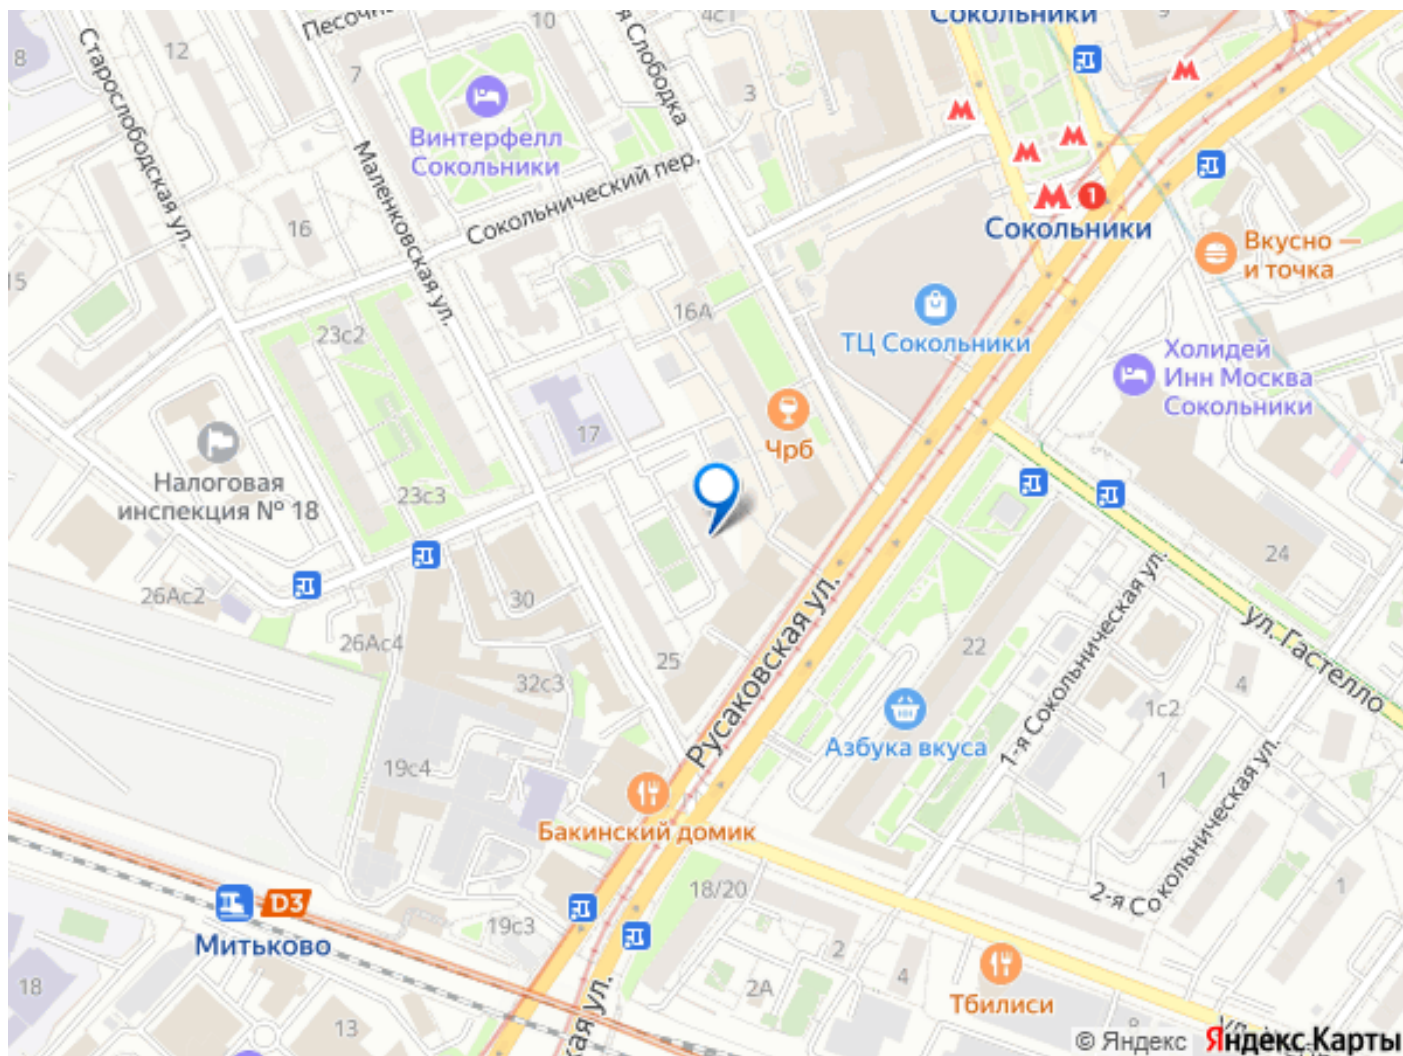 Сокольники
Песочн
10
4с1
9
8
12
7
я Слободка
3
Старослободская ул.
Маленковская ул.
Винтерфелл
Сокольники
Сокольнический пер.
16
Сокольники
1
Вкусно —
и точка
15
16А
23с2
ТЦ Сокольники
Холидей
Инн Москва
Сокольники
17
Чрб
Налоговая
инспекция № 18
23с3
24
26Ас2
30
26Ас4
25
32с3
Русаковская ул.
22
1-я Сокольническая ул.
ул. Гастелло
4
1с2
Азбука вкуса
19с4
1
2-я Сокольническая ул.
Бакинский домик
18/20
1
D3
Митьково
19с3
2
4
2А
Тбилиси
18
13
кая ул.
© Яндекс
Яндекс Карты